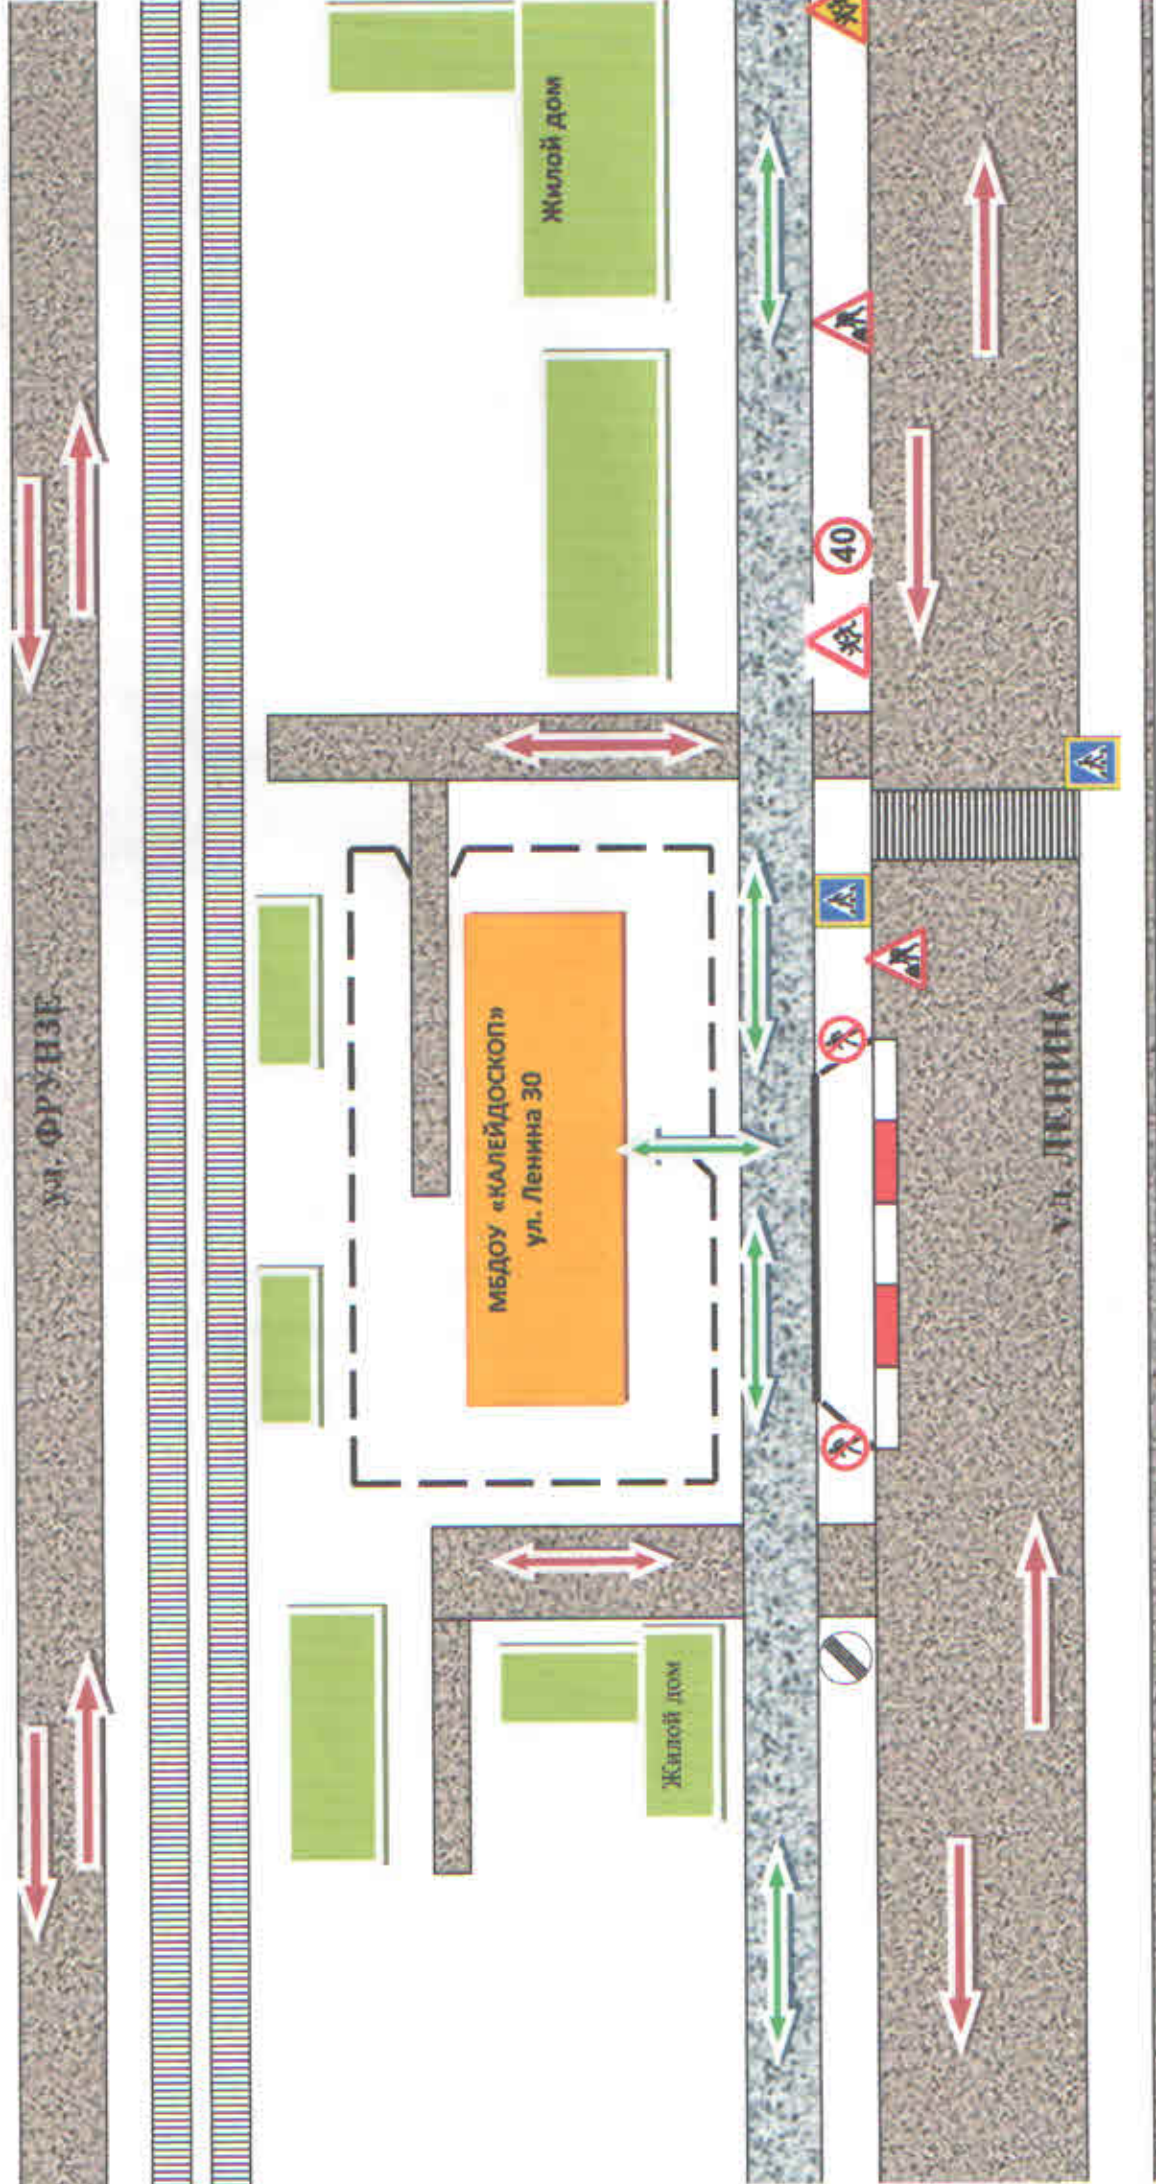 ул. ФРУНЗЕ
Жилой дом
МБДОУ «КАЛЕЙДОСКОП»
ул. Ленина 30
Жилой дом
40
ул. ЛЕНИНА